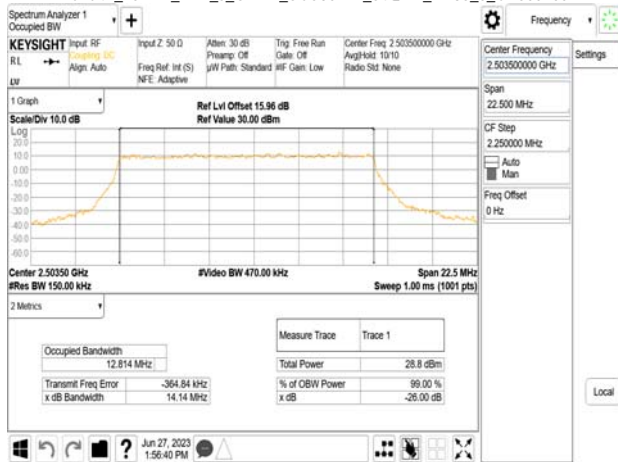 Spectrum Analyzer 1
Occupied BW
Frequency
KEYSIGHT
RL
LV
Input: RF
Coupling: DC
Align: Auto
Input Z: 50 Ω
Freq Ref: Int (S)
NFE: Adaptive
Atten: 30 dB
Preamp: Off
µW Path: Standard
Trig: Free Run
Gate: Off
#IF Gain: Low
Center Freq: 2.503500000 GHz
Avg|Hold: 10/10
Radio Std: None
Center Frequency
2.503500000 GHz
Settings
Span
22.500 MHz
CF Step
2.250000 MHz
Auto
Man
Freq Offset
0 Hz
Local
1 Graph
Scale/Div 10.0 dB
Ref Lvl Offset 15.96 dB
Ref Value 30.00 dBm
Log
20.0
10.0
0.00
-10.0
-20.0
-30.0
-40.0
-50.0
-60.0
Center 2.50350 GHz
#Video BW 470.00 kHz
Span 22.5 MHz
#Res BW 150.00 kHz
Sweep 1.00 ms (1001 pts)
2 Metrics
Measure Trace Trace 1
Occupied Bandwidth
12.814 MHz
Total Power 28.8 dBm
Transmit Freq Error -364.84 kHz
% of OBW Power 99.00 %
x dB Bandwidth 14.14 MHz
x dB -26.00 dB
?
Jun 27, 2023
1:56:40 PM